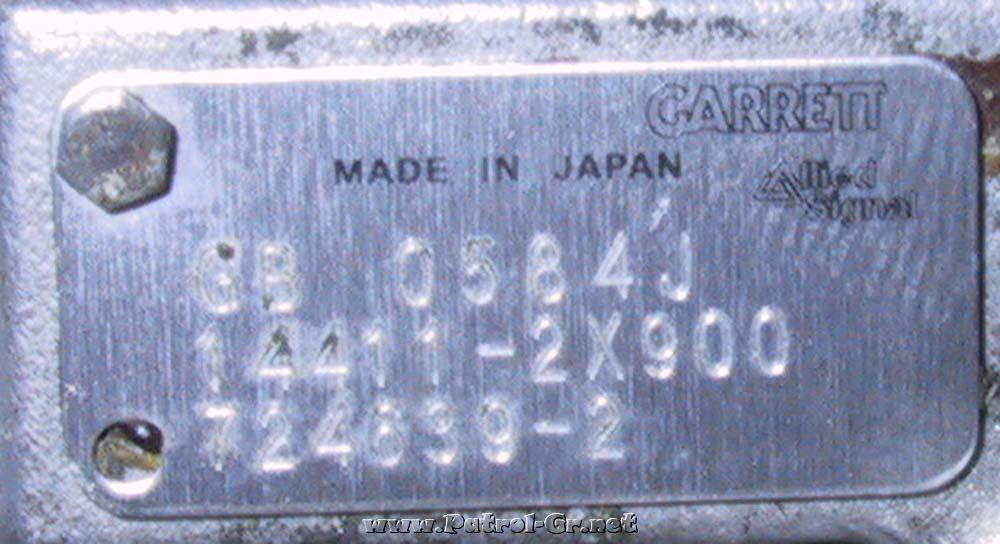 GARRETT
MADE IN JAPAN
Allied
Signal
GB 0584J
14411-2X900
724639-2
www.Patrol-Gr.net